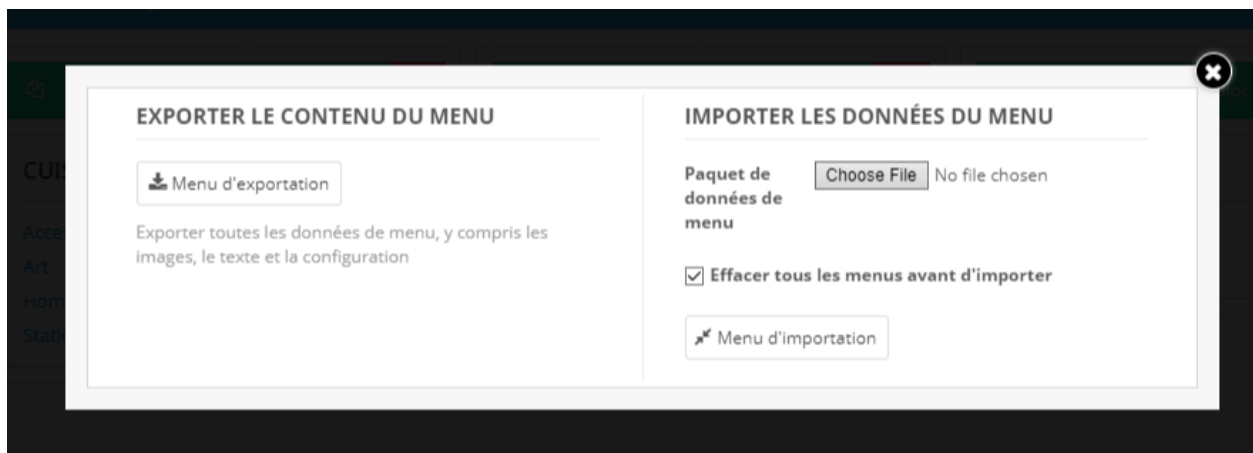 EXPORTER LE CONTENU DU MENU
Menu d'exportation
Exporter toutes les données de menu, y compris les
images, le texte et la configuration
IMPORTER LES DONNÉES DU MENU
Paquet de
données de
menu
Choose File No file chosen
Effacer tous les menus avant d'importer
Menu d'importation
Art